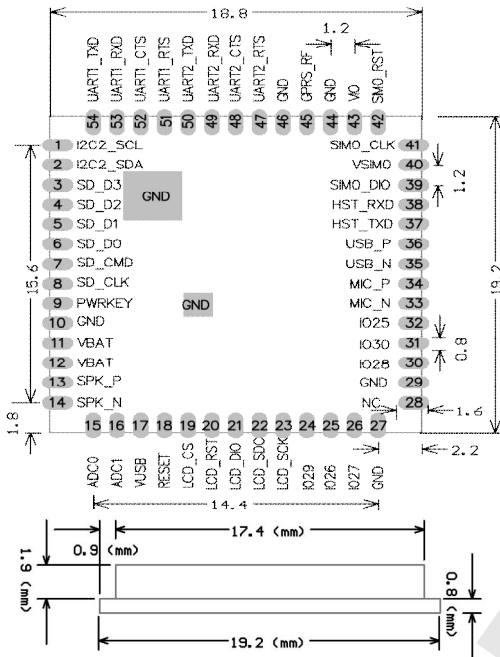 18.8
1.2
UART1_TXD
UART1_RXD
UART1_CTS
UART1_RTS
UART2_TXD
UART2_RXD
UART2_CTS
UART2_RTS
GND
GPRS_RF
GND
VIO
SIM0_RST
54 53 52 51 50 49 48 47 46 45 44 43 42
1 I2C2_SCL SIM0_CLK 41
2 I2C2_SDA VSIM0 40
3 SD_D3 SIM0_DIO 39
4 SD_D2 HST_RXD 38
5 SD_D1 HST_TXD 37
6 SD_D0 USB_P 36
7 SD_CMD USB_N 35
8 SD_CLK MIC_P 34
9 PWRKEY MIC_N 33
10 GND IO25 32
11 VBAT IO30 31
12 VBAT IO28 30
13 SPK_P GND 29
14 SPK_N NC 28
GND
GND
15.6
1.8
1.2
19.2
0.8
1.6
2.2
15 16 17 18 19 20 21 22 23 24 25 26 27
ADC0
ADC1
VUSB
RESET
LCD_CS
LCD_RST
LCD_DIO
LCD_SDC
LCD_SCK
IO29
IO26
IO27
GND
14.4
17.4 (mm)
0.9 (mm)
1.9 (mm)
0.8 (mm)
19.2 (mm)